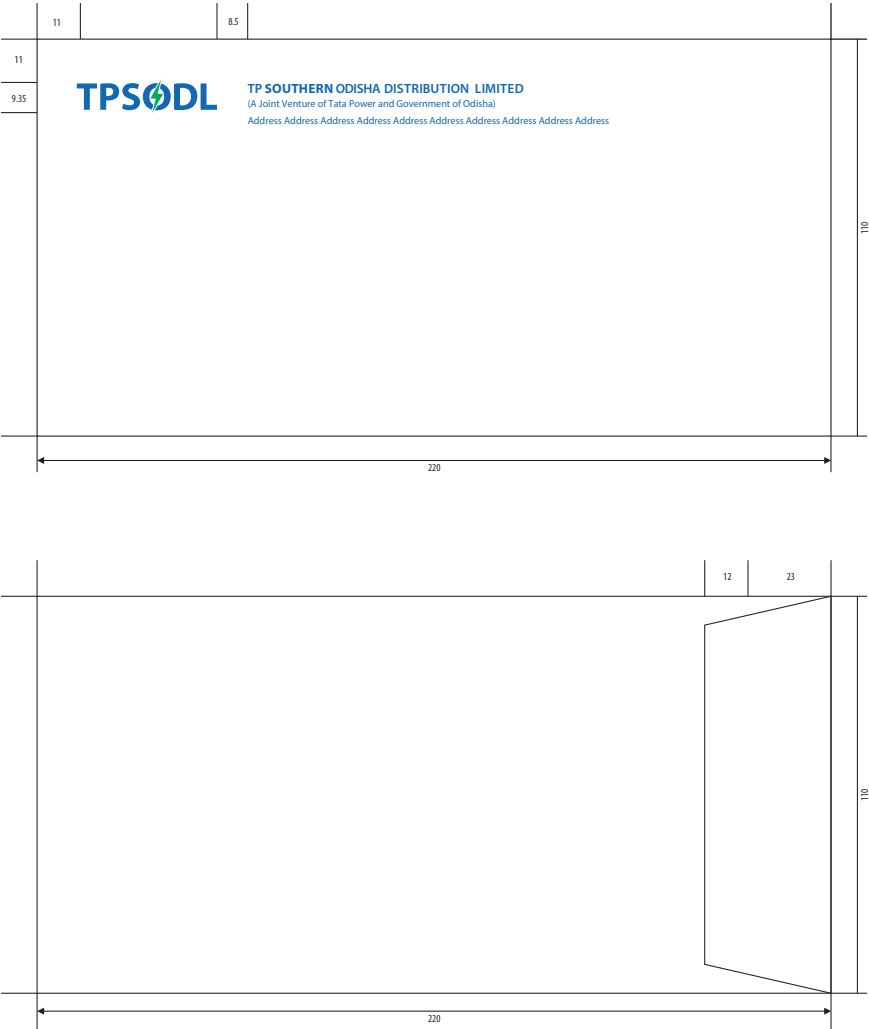 11
8.5
11
9.35
TPSODL
TP SOUTHERN ODISHA DISTRIBUTION LIMITED
(A Joint Venture of Tata Power and Government of Odisha)
Address Address Address Address Address Address Address Address Address Address
110
220
12
23
110
220